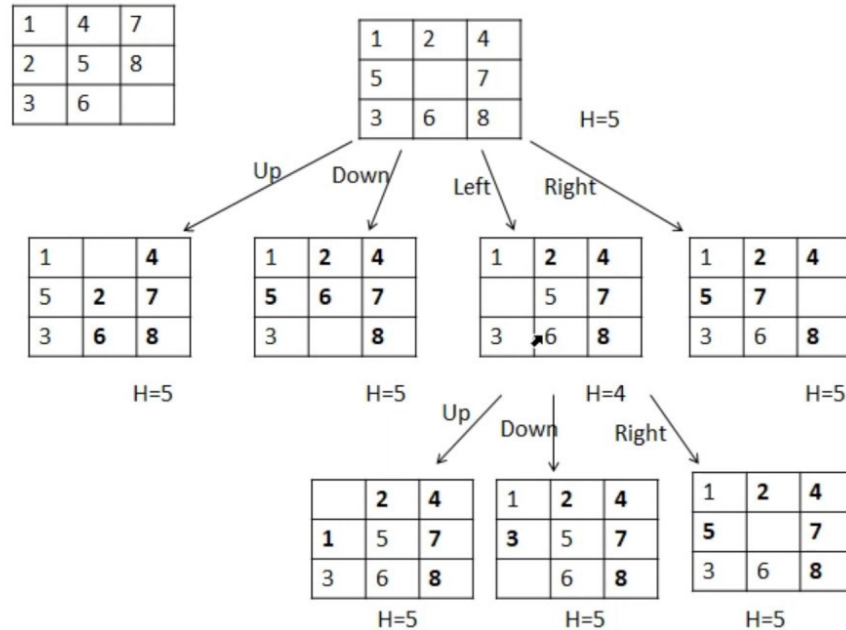 1 4 7
2 5 8
3 6
1 2 4
5 7
3 6 8
H=5
Up
Down
Left
Right
1 4
5 2 7
3 6 8
H=5
1 2 4
5 6 7
3 8
H=5
1 2 4
5 7
3 6 8
H=4
1 2 4
5 7
3 6 8
H=5
Up
Down
Right
2 4
1 5 7
3 6 8
H=5
1 2 4
3 5 7
6 8
H=5
1 2 4
5 7
3 6 8
H=5